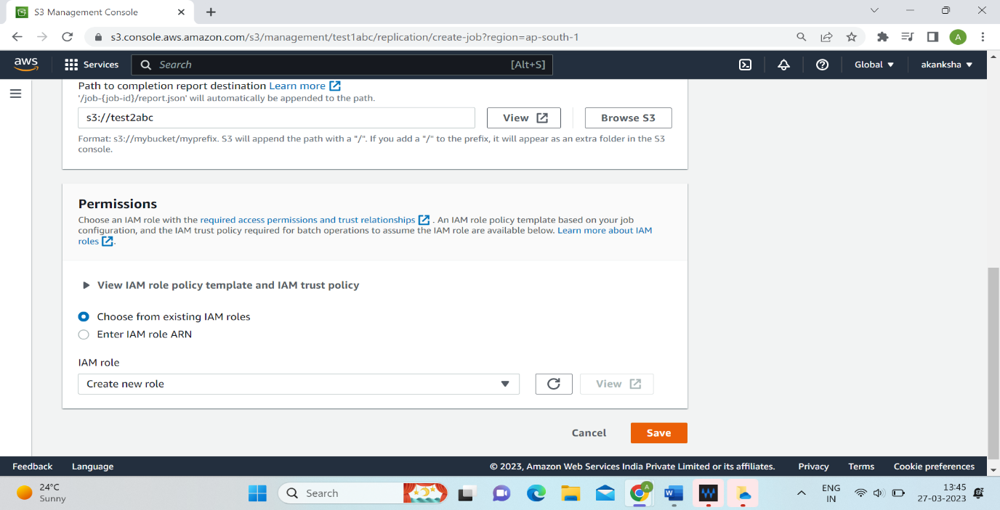 S3 Management Console
s3.console.aws.amazon.com/s3/management/test1abc/replication/create-job?region=ap-south-1
A
aws
Services
Search
[Alt+S]
Global
akanksha
Path to completion report destination Learn more
'/job-{job-id}/report.json' will automatically be appended to the path.
s3://test2abc
View
Browse S3
Format: s3://mybucket/myprefix. S3 will append the path with a "/". If you add a "/" to the prefix, it will appear as an extra folder in the S3
console.
Permissions
Choose an IAM role with the required access permissions and trust relationships . An IAM role policy template based on your job
configuration, and the IAM trust policy required for batch operations to assume the IAM role are available below. Learn more about IAM
roles .
View IAM role policy template and IAM trust policy
Choose from existing IAM roles
Enter IAM role ARN
IAM role
Create new role
View
Cancel
Save
Feedback
Language
© 2023, Amazon Web Services India Private Limited or its affiliates.
Privacy
Terms
Cookie preferences
24°C
Sunny
Search
A
W
ENG
IN
13:45
27-03-2023